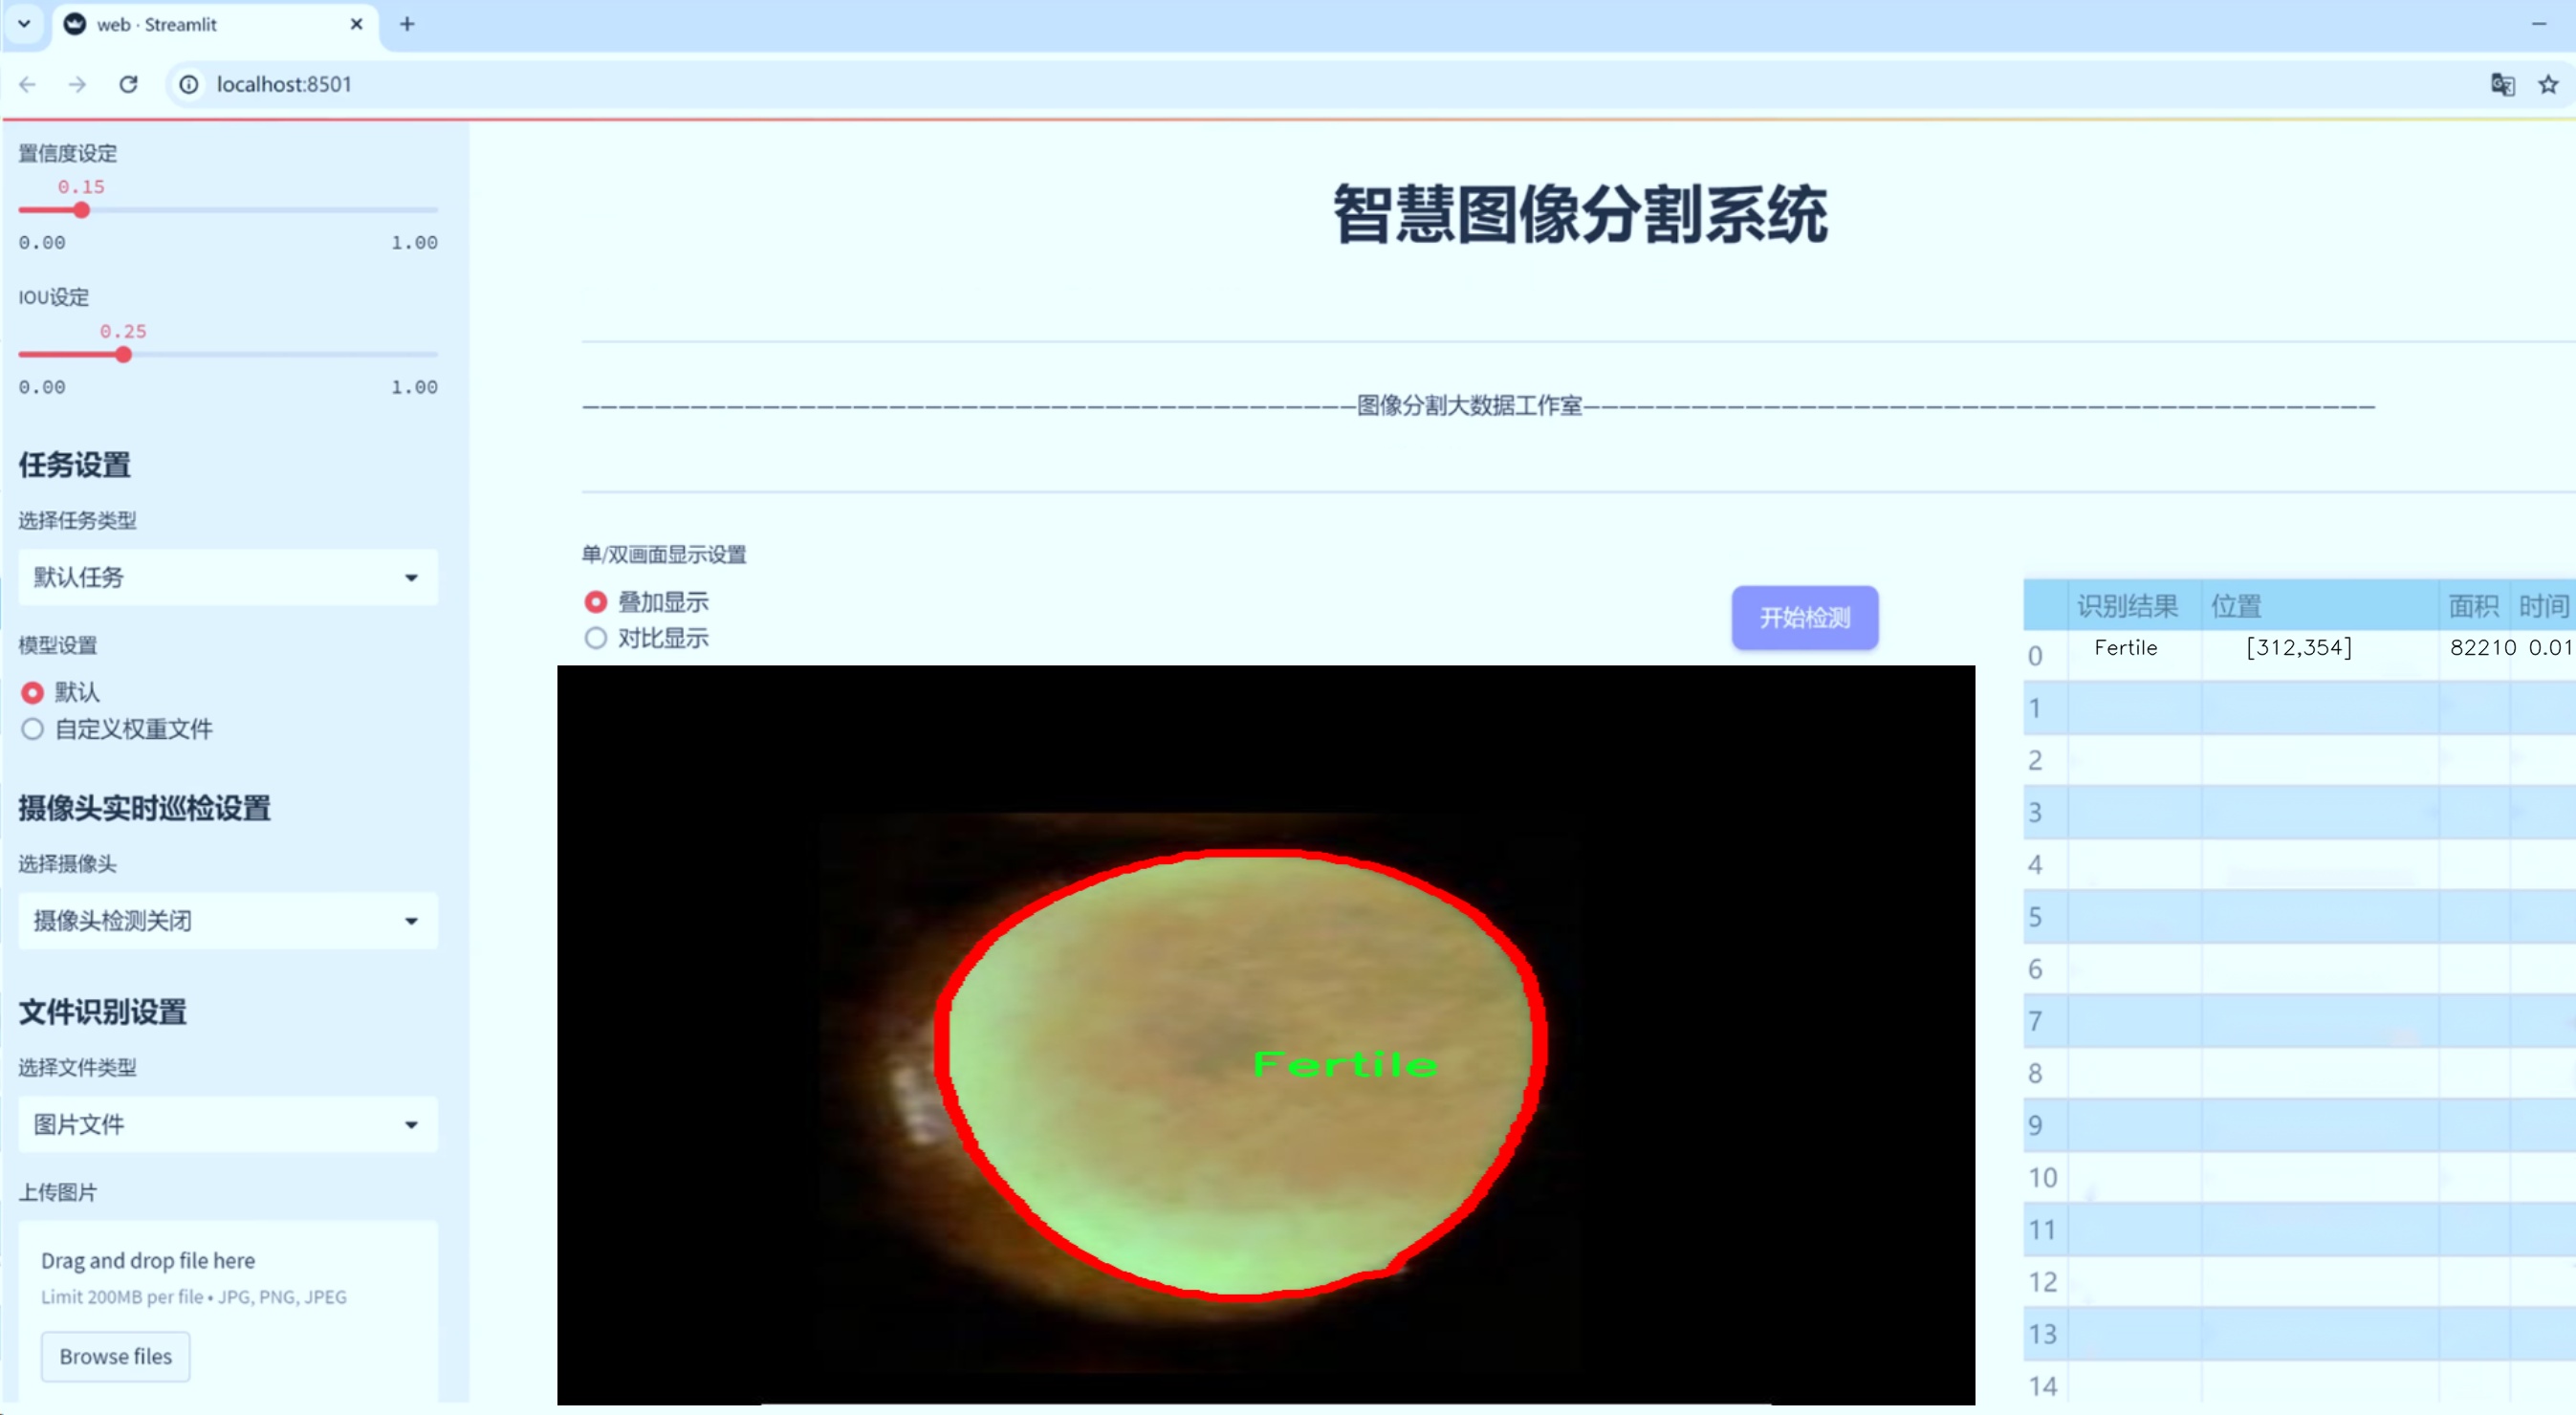 web · Streamlit
localhost:8501
置信度设定
0.15
0.00 1.00
IOU设定
0.25
0.00 1.00
任务设置
选择任务类型
默认任务
模型设置
默认
自定义权重文件
摄像头实时巡检设置
选择摄像头
摄像头检测关闭
文件识别设置
选择文件类型
图片文件
上传图片
Drag and drop file here
Limit 200MB per file • JPG, PNG, JPEG
Browse files
智慧图像分割系统
图像分割大数据工作室
单/双画面显示设置
叠加显示
对比显示
开始检测
Fertile
识别结果 位置 面积 时间
0 Fertile [312,354] 82210 0.01
1
2
3
4
5
6
7
8
9
10
11
12
13
14